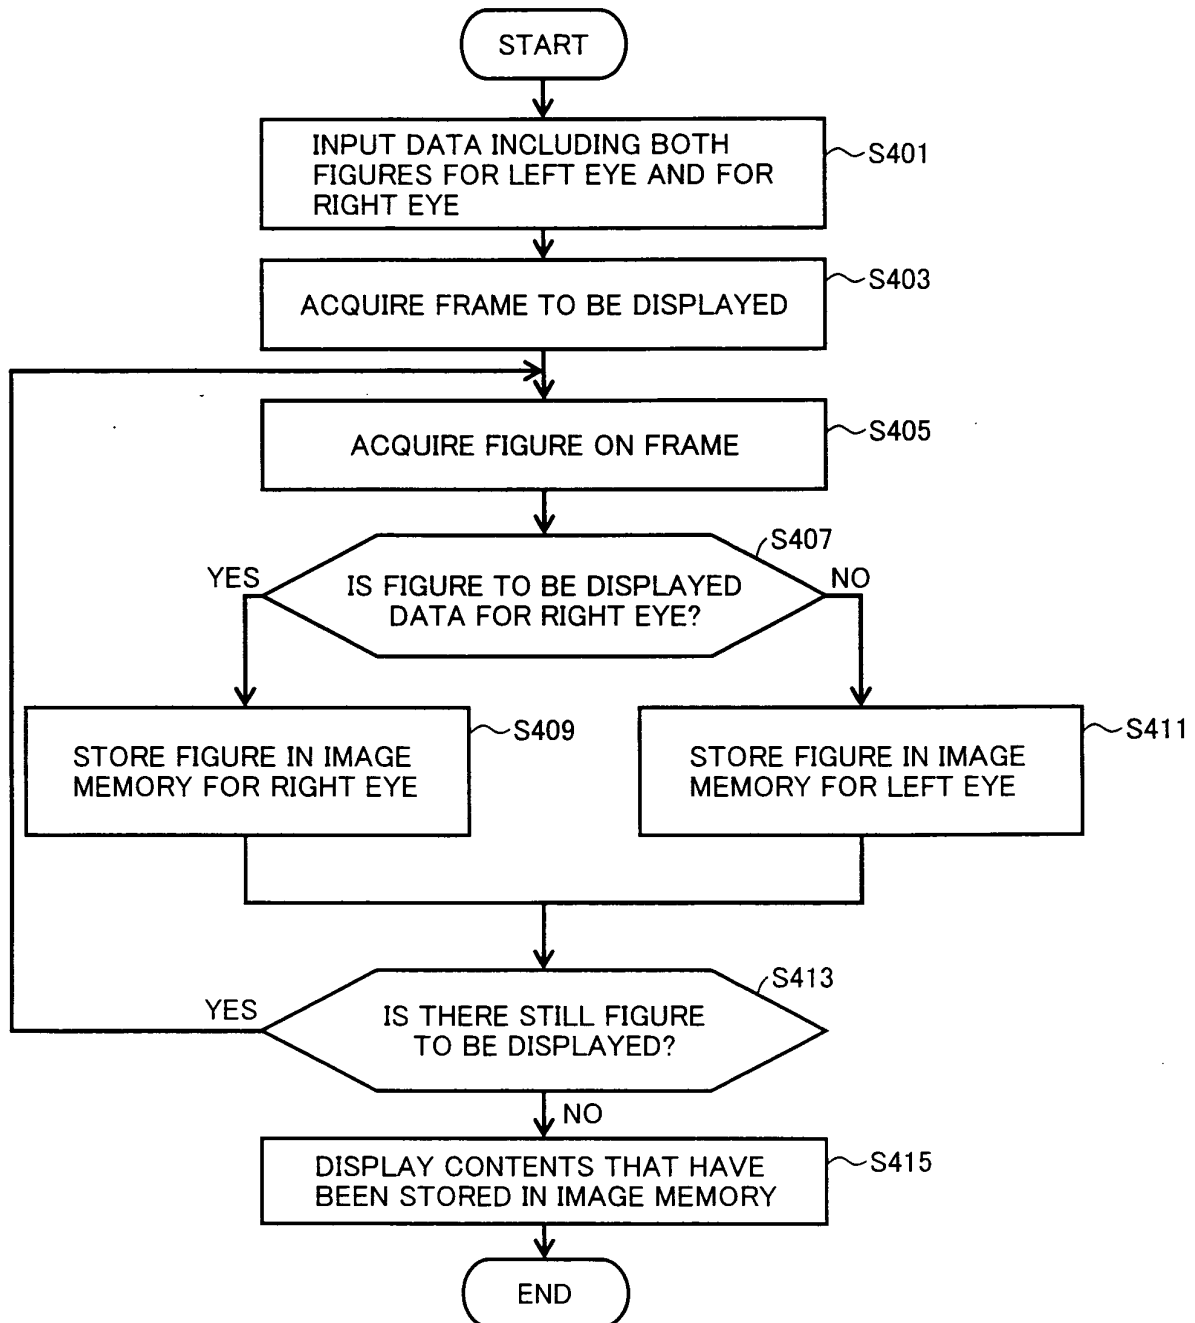 START
INPUT DATA INCLUDING BOTH
FIGURES FOR LEFT EYE AND FOR
RIGHT EYE
S401
ACQUIRE FRAME TO BE DISPLAYED
S403
ACQUIRE FIGURE ON FRAME
S405
S407
YES
IS FIGURE TO BE DISPLAYED
DATA FOR RIGHT EYE?
NO
STORE FIGURE IN IMAGE
MEMORY FOR RIGHT EYE
S409
STORE FIGURE IN IMAGE
MEMORY FOR LEFT EYE
S411
S413
YES
IS THERE STILL FIGURE
TO BE DISPLAYED?
NO
DISPLAY CONTENTS THAT HAVE
BEEN STORED IN IMAGE MEMORY
S415
END